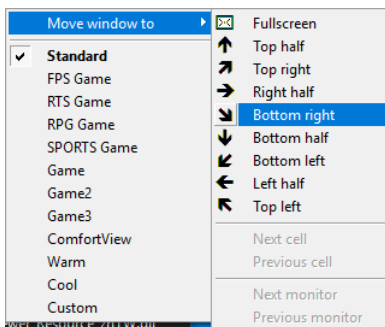 Move window to
Standard
FPS Game
RTS Game
RPG Game
SPORTS Game
Game
Game2
Game3
ComfortView
Warm
Cool
Custom
Fullscreen
Top half
Top right
Right half
Bottom right
Bottom half
Bottom left
Left half
Top left
Next cell
Previous cell
Next monitor
Previous monitor